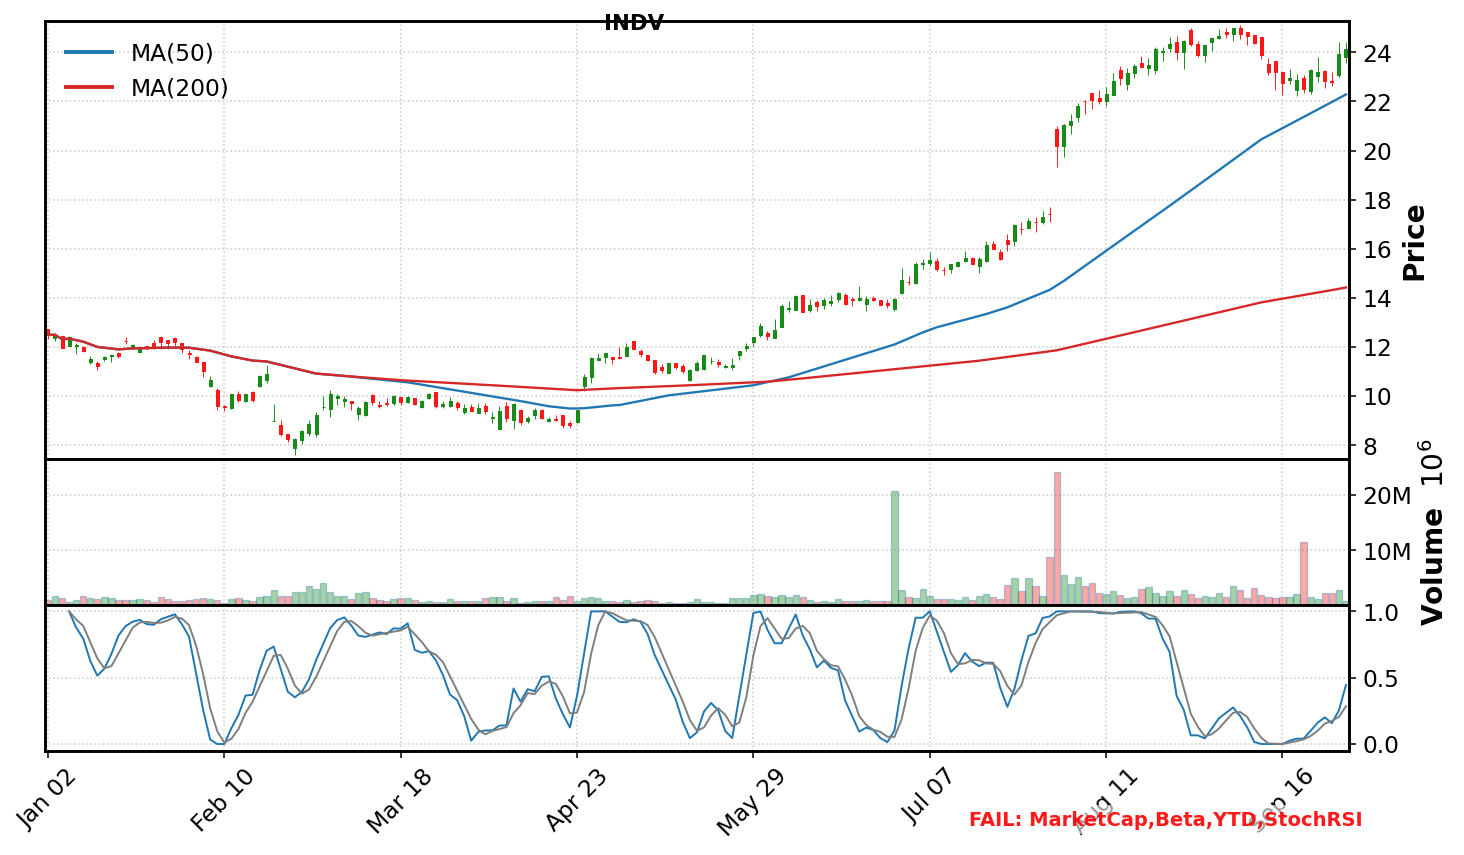 INDV
MA(50)
MA(200)
24
22
20
18
16
14
12
10
8
Price
20M
10M
Volume 10^6
1.0
0.5
0.0
Jan 02
Feb 10
Mar 18
Apr 23
May 29
Jul 07
Aug 11
Sep 16
FAIL: MarketCap,Beta,YTD,StochRSI